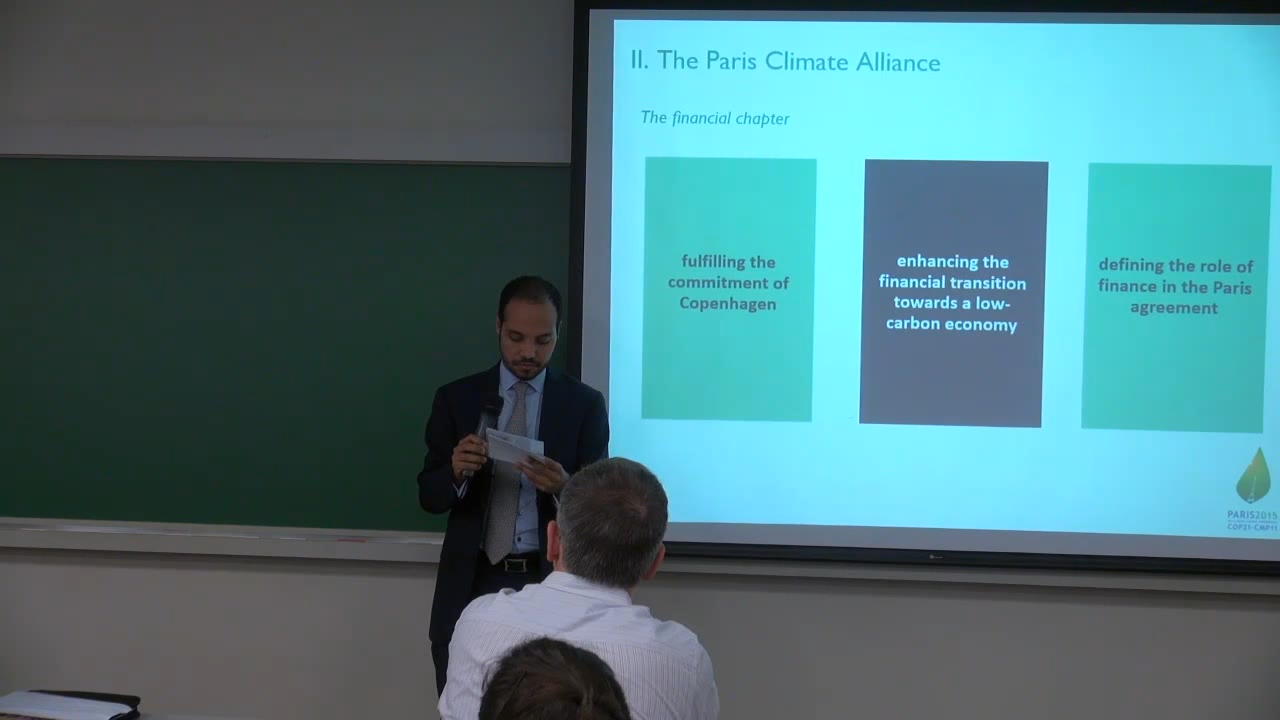 II. The Paris Climate Alliance
The financial chapter
fulfilling the
commitment of
Copenhagen
enhancing the
financial transition
towards a low-
carbon economy
defining the role of
finance in the Paris
agreement
PARIS2015
COP21·CMP11